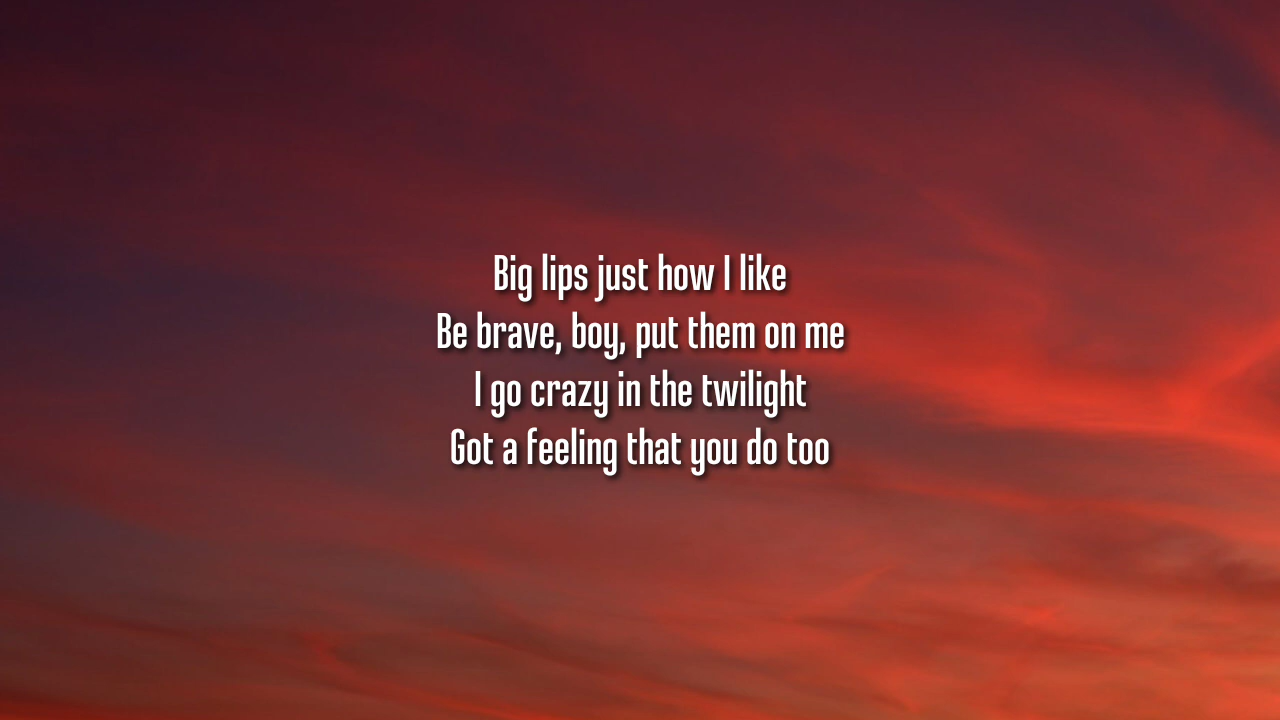 Big lips just how I like
Be brave, boy, put them on me
I go crazy in the twilight
Got a feeling that you do too